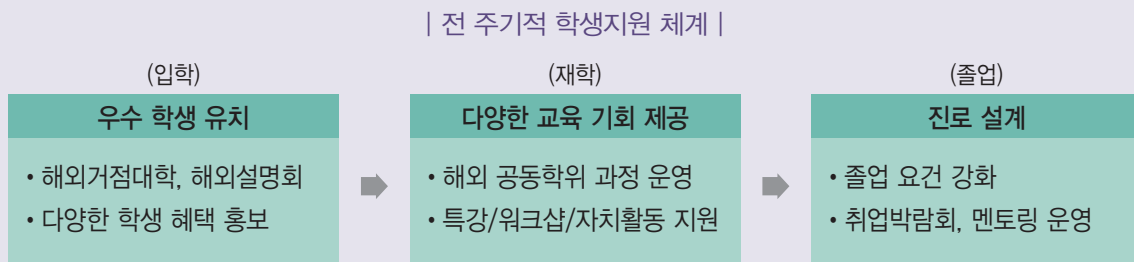 | 전 주기적 학생지원 체계 |
(입학)
우수 학생 유치
• 해외거점대학, 해외설명회
• 다양한 학생 혜택 홍보
(재학)
다양한 교육 기회 제공
• 해외 공동학위 과정 운영
• 특강/워크샵/자치활동 지원
(졸업)
진로 설계
• 졸업 요건 강화
• 취업박람회, 멘토링 운영